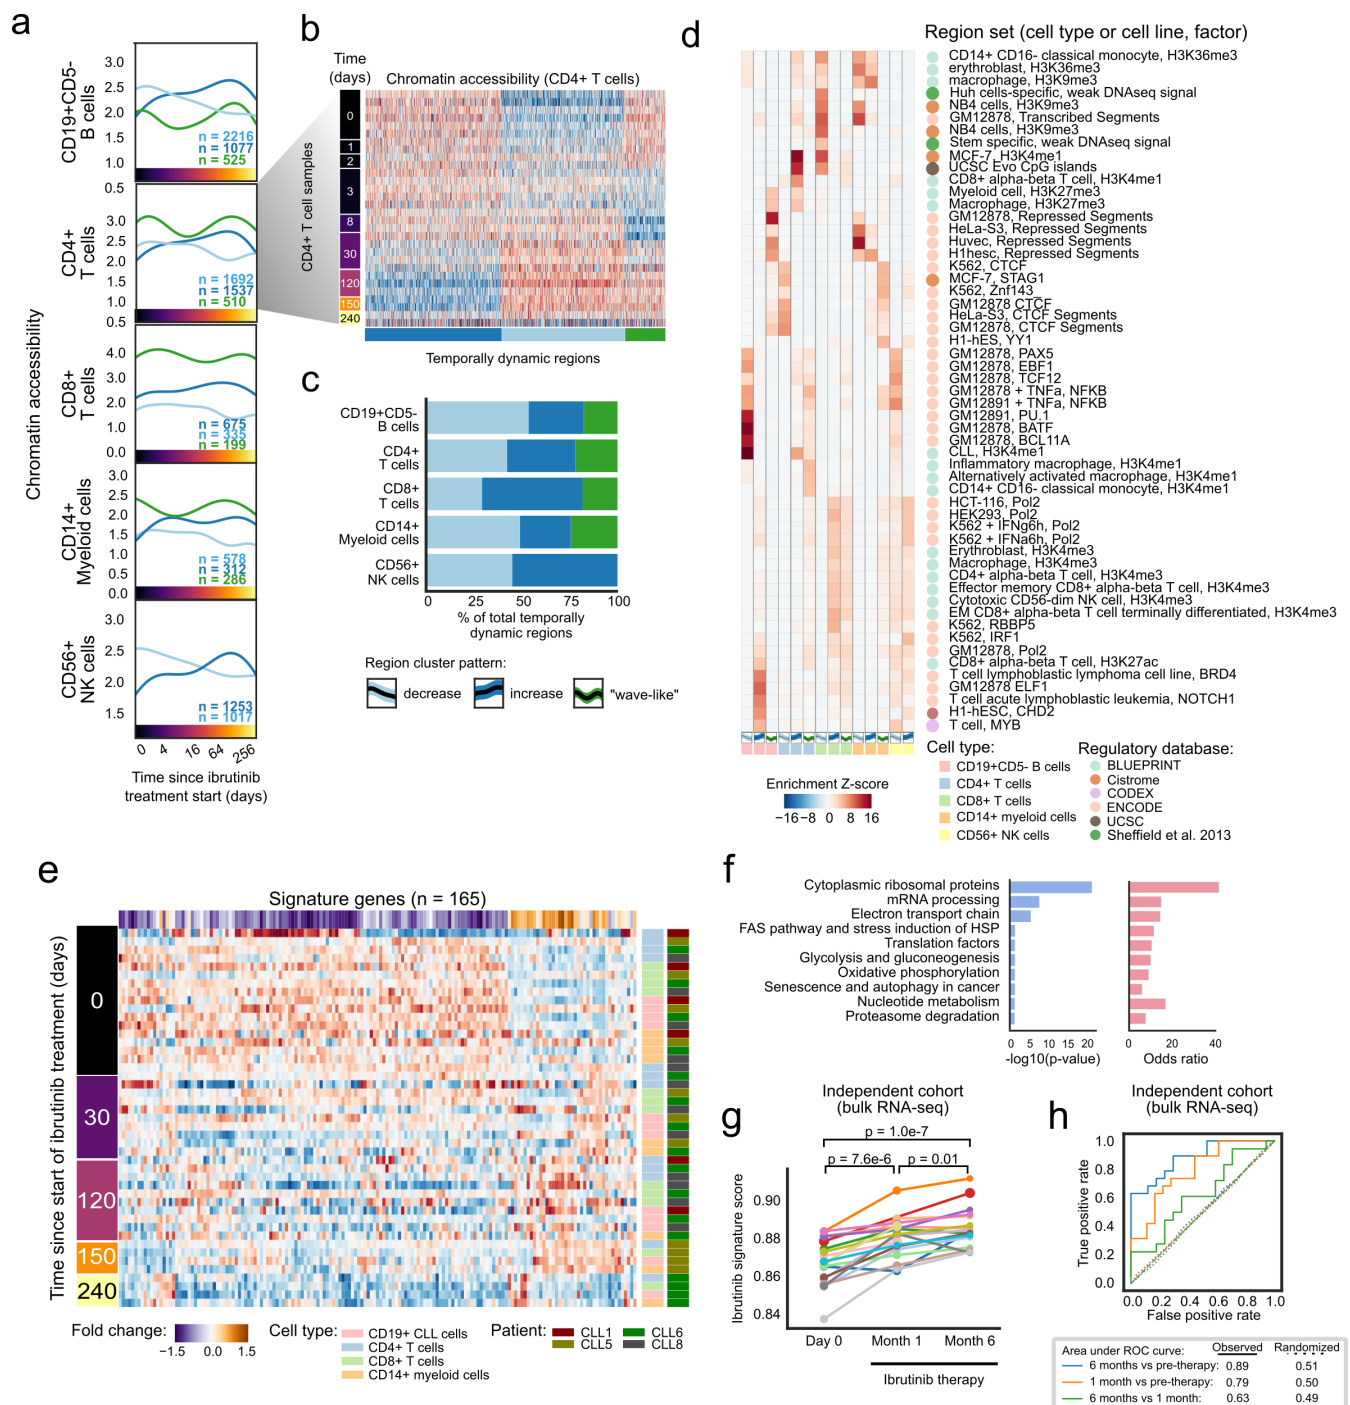 a
Chromatin accessibility
CD19+CD5-
B cells
3.0
2.5
2.0
1.5
1.0
n = 2216
n = 1077
n = 525
CD4+
T cells
0.5
3.0
2.5
2.0
1.5
1.0
0.5
n = 1692
n = 1537
n = 510
CD8+
T cells
4.0
3.0
2.0
1.0
0.0
n = 675
n = 335
n = 199
CD14+
Myeloid cells
3.0
2.5
2.0
1.5
1.0
0.5
0.0
n = 578
n = 312
n = 286
CD56+
NK cells
3.0
2.5
2.0
1.5
n = 1253
n = 1017
0 4 16 64 256
Time since ibrutinib
treatment start (days)
b
Time
(days)
Chromatin accessibility (CD4+ T cells)
CD4+ T cell samples
0
1
2
3
8
30
120
150
240
Temporally dynamic regions
c
CD19+CD5-
B cells
CD4+
T cells
CD8+
T cells
CD14+
Myeloid cells
CD56+
NK cells
0 25 50 75 100
% of total temporally
dynamic regions
Region cluster pattern:
decrease increase "wave-like"
d
Region set (cell type or cell line, factor)
CD14+ CD16- classical monocyte, H3K36me3
erythroblast, H3K36me3
macrophage, H3K9me3
Huh cells-specific, weak DNAseq signal
NB4 cells, H3K9me3
GM12878, Transcribed Segments
NB4 cells, H3K9me3
Stem specific, weak DNAseq signal
MCF-7, H3K4me1
UCSC Evo CpG islands
CD8+ alpha-beta T cell, H3K4me1
Myeloid cell, H3K27me3
Macrophage, H3K27me3
GM12878, Repressed Segments
HeLa-S3, Repressed Segments
Huvec, Repressed Segments
H1hesc, Repressed Segments
K562, CTCF
MCF-7, STAG1
K562, Znf143
GM12878 CTCF
HeLa-S3, CTCF Segments
GM12878, CTCF Segments
H1-hES, YY1
GM12878, PAX5
GM12878, EBF1
GM12878, TCF12
GM12878 + TNFa, NFKB
GM12891 + TNFa, NFKB
GM12891, PU.1
GM12878, BATF
GM12878, BCL11A
CLL, H3K4me1
Inflammatory macrophage, H3K4me1
Alternatively activated macrophage, H3K4me1
CD14+ CD16- classical monocyte, H3K4me1
HCT-116, Pol2
HEK293, Pol2
K562 + IFNg6h, Pol2
K562 + IFNa6h, Pol2
Erythroblast, H3K4me3
Macrophage, H3K4me3
CD4+ alpha-beta T cell, H3K4me3
Effector memory CD8+ alpha-beta T cell, H3K4me3
Cytotoxic CD56-dim NK cell, H3K4me3
EM CD8+ alpha-beta T cell terminally differentiated, H3K4me3
K562, RBBP5
K562, IRF1
GM12878, Pol2
CD8+ alpha-beta T cell, H3K27ac
T cell lymphoblastic lymphoma cell line, BRD4
GM12878 ELF1
T cell acute lymphoblastic leukemia, NOTCH1
H1-hESC, CHD2
T cell, MYB
Enrichment Z-score
−16 −8 0 8 16
Cell type:
CD19+CD5- B cells
CD4+ T cells
CD8+ T cells
CD14+ myeloid cells
CD56+ NK cells
Regulatory database:
BLUEPRINT
Cistrome
CODEX
ENCODE
UCSC
Sheffield et al. 2013
e
Signature genes (n = 165)
Time since start of ibrutinib treatment (days)
0
30
120
150
240
Fold change:
−1.5 0.0 1.5
Cell type:
CD19+ CLL cells
CD4+ T cells
CD8+ T cells
CD14+ myeloid cells
Patient:
CLL1
CLL5
CLL6
CLL8
f
Cytoplasmic ribosomal proteins
mRNA processing
Electron transport chain
FAS pathway and stress induction of HSP
Translation factors
Glycolysis and gluconeogenesis
Oxidative phosphorylation
Senescence and autophagy in cancer
Nucleotide metabolism
Proteasome degradation
0 5 10 15 20
-log10(p-value)
0 20 40
Odds ratio
g
Independent cohort
(bulk RNA-seq)
p = 1.0e-7
p = 7.6e-6
p = 0.01
Ibrutinib signature score
0.90
0.88
0.86
0.84
Day 0 Month 1 Month 6
Ibrutinib therapy
h
Independent cohort
(bulk RNA-seq)
True positive rate
1.0
0.8
0.6
0.4
0.2
0.0
0.0 0.2 0.4 0.6 0.8 1.0
False positive rate
Area under ROC curve: Observed Randomized
6 months vs pre-therapy: 0.89 0.51
1 month vs pre-therapy: 0.79 0.50
6 months vs 1 month: 0.63 0.49